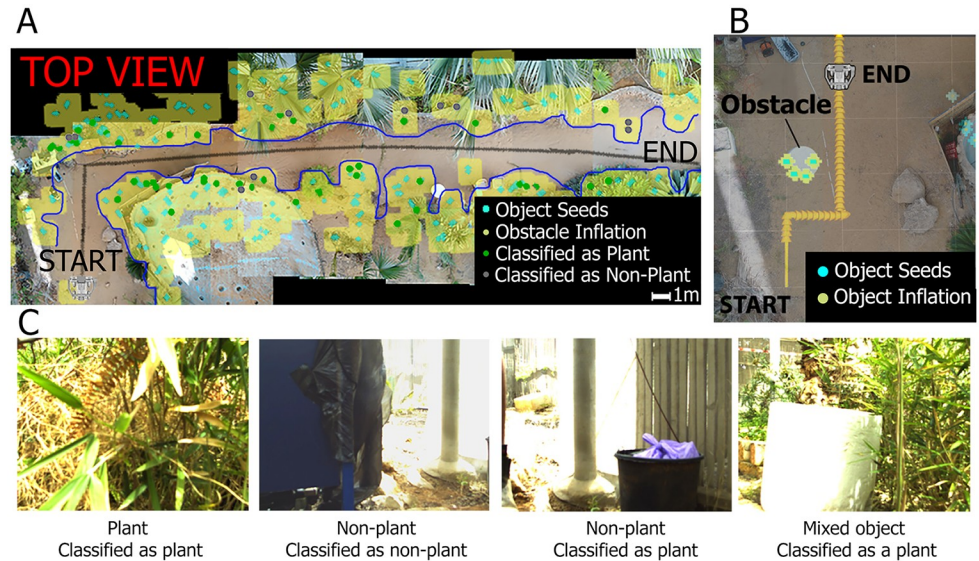 A
TOP VIEW
START
END
Object Seeds
Obstacle Inflation
Classified as Plant
Classified as Non-Plant
1m
B
END
Obstacle
START
Object Seeds
Object Inflation
C
Plant
Classified as plant
Non-plant
Classified as non-plant
Non-plant
Classified as plant
Mixed object
Classified as a plant